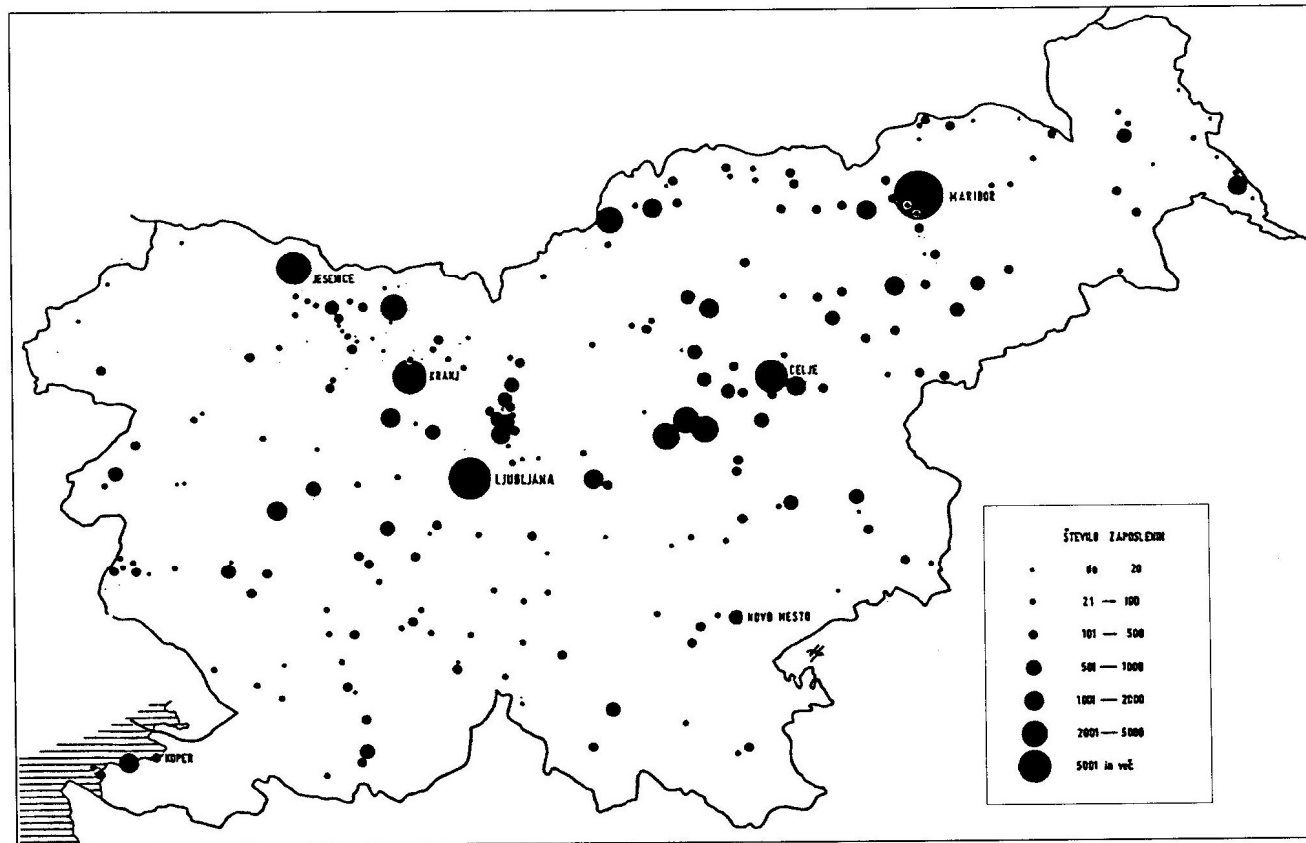 MARIBOR
JESENICE
KRANJ
CELJE
LJUBLJANA
NOVO MESTO
KOPER
ŠTEVILO ZAPOSLENIH
do 20
21 — 100
101 — 500
501 — 1000
1001 — 2000
2001 — 5000
5001 in več